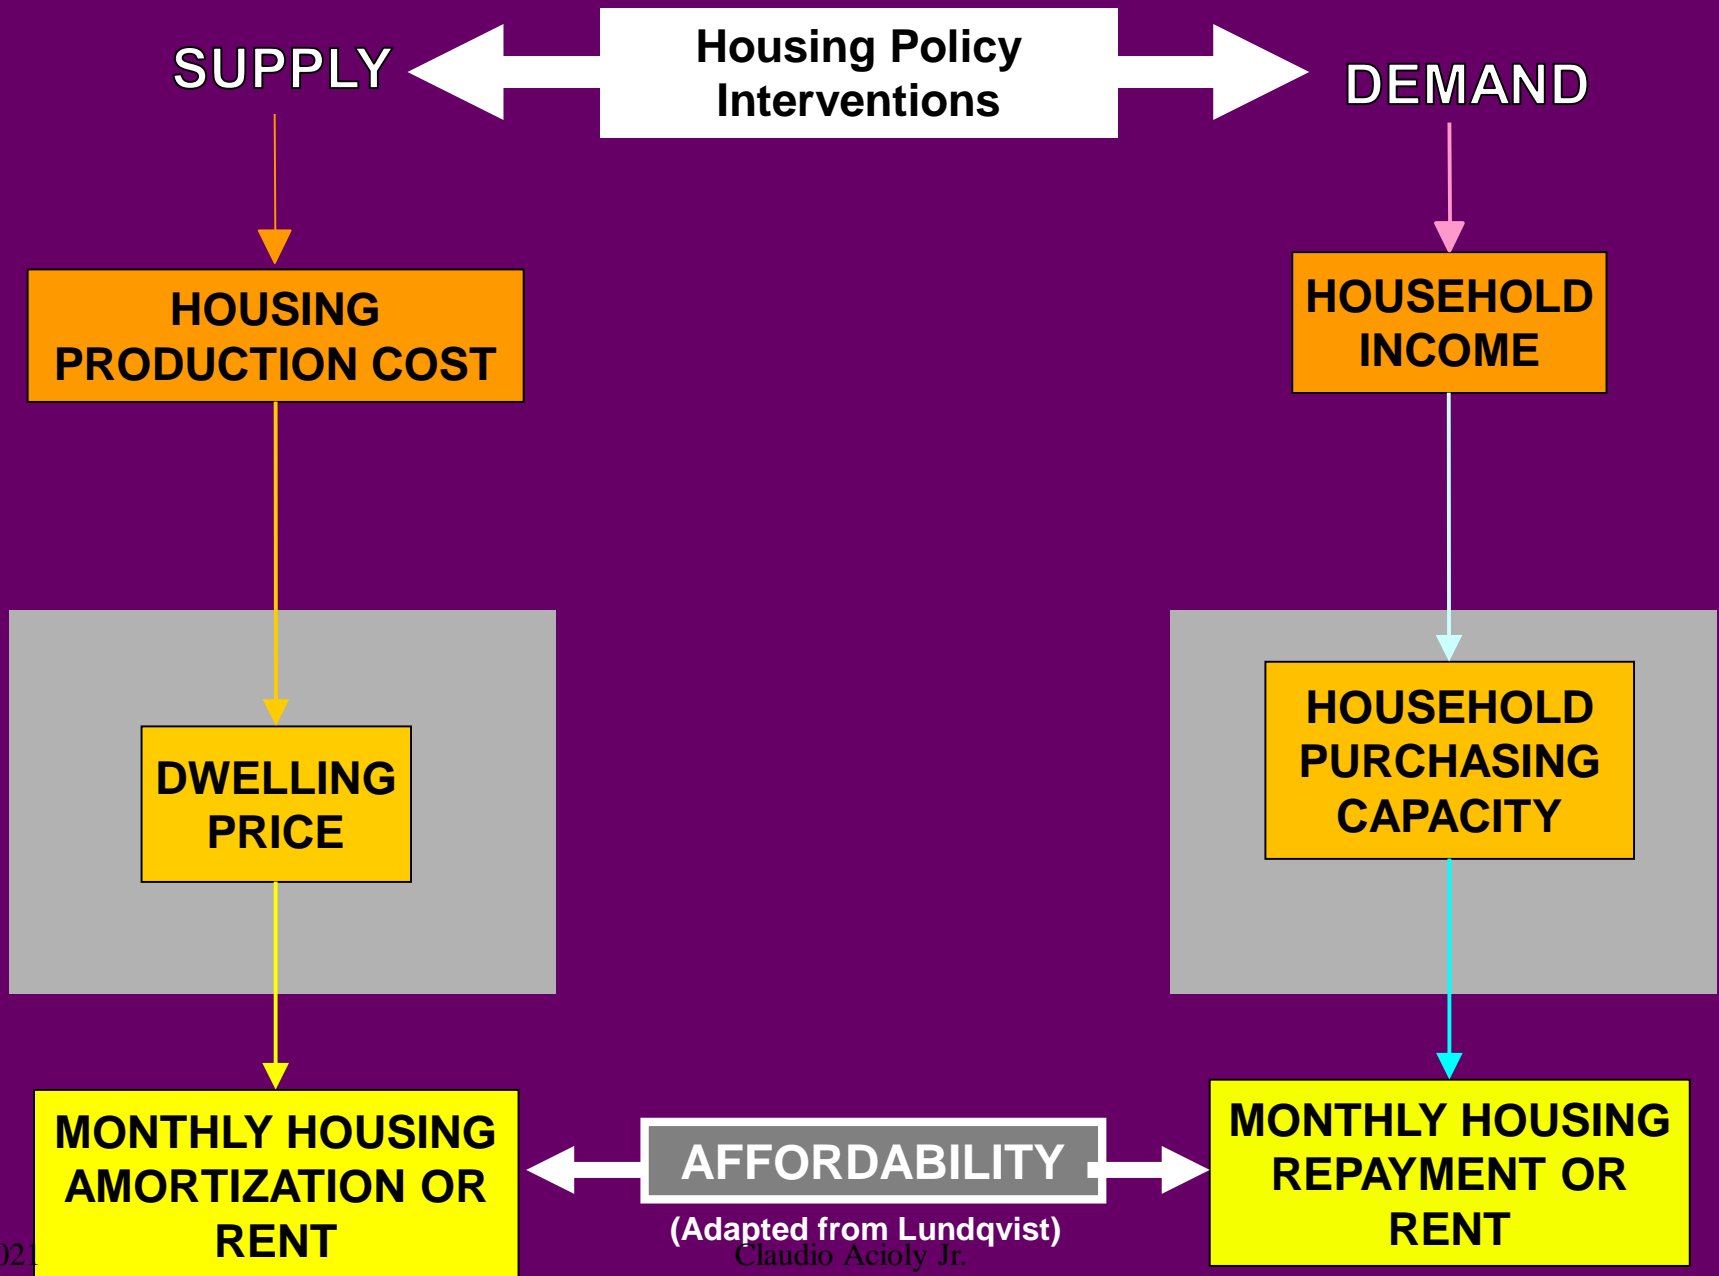 Housing Policy
Interventions
SUPPLY
DEMAND
HOUSING
PRODUCTION COST
HOUSEHOLD
INCOME
DWELLING
PRICE
HOUSEHOLD
PURCHASING
CAPACITY
MONTHLY HOUSING
AMORTIZATION OR
RENT
AFFORDABILITY
(Adapted from Lundqvist)
MONTHLY HOUSING
REPAYMENT OR
RENT
021
Claudio Acioly Jr.